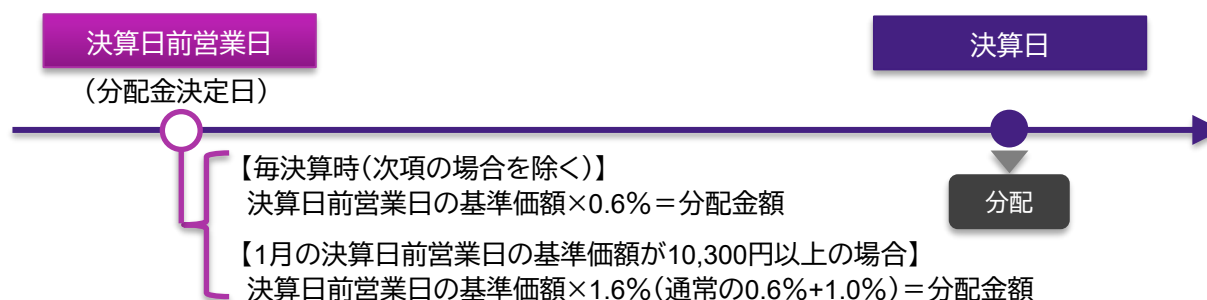 決算日前営業日
決算日
（分配金決定日）
【毎決算時（次項の場合を除く）】
決算日前営業日の基準価額×0.6％＝分配金額
分配
【1月の決算日前営業日の基準価額が10,300円以上の場合】
決算日前営業日の基準価額×1.6％（通常の0.6％+1.0％）＝分配金額